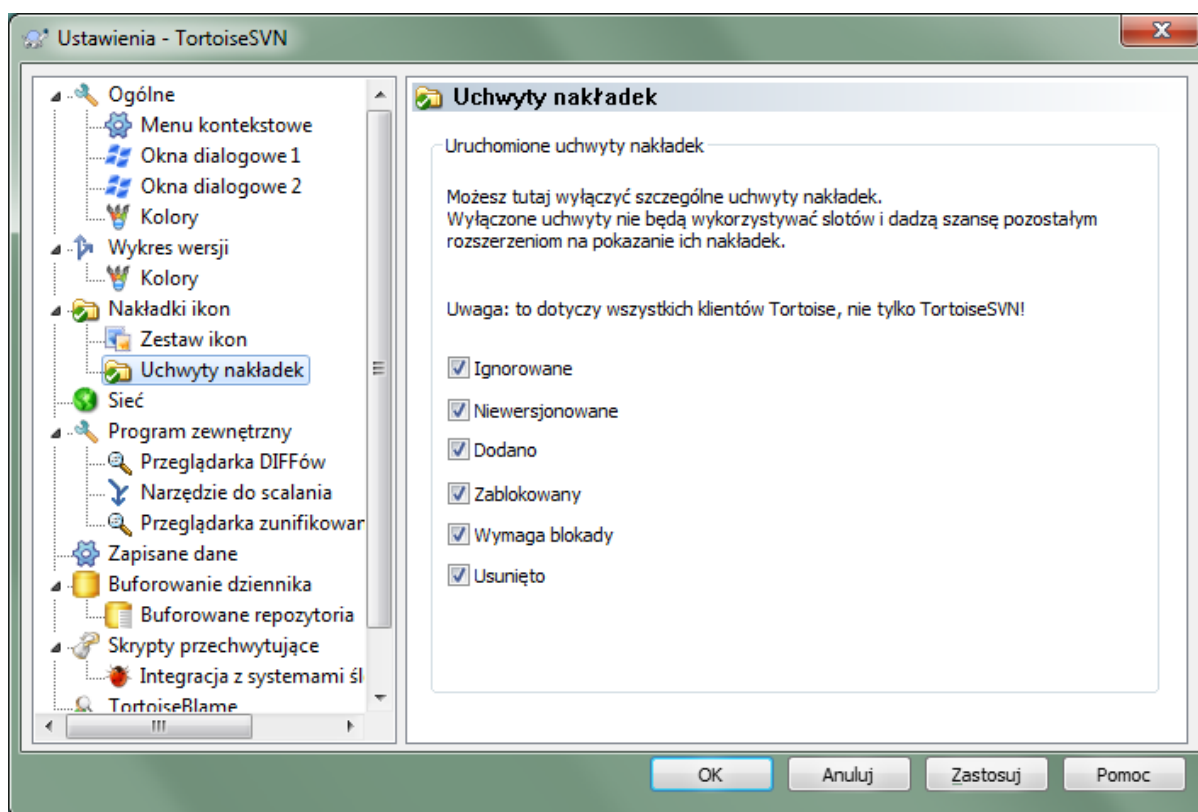 Ustawienia - TortoiseSVN
Ogólne
Menu kontekstowe
Okna dialogowe 1
Okna dialogowe 2
Kolory
Wykres wersji
Kolory
Nakładki ikon
Zestaw ikon
Uchwyty nakładek
Sieć
Program zewnętrzny
Przeglądarka DIFFów
Narzędzie do scalania
Przeglądarka zunifikowar
Zapisane dane
Buforowanie dziennika
Buforowane repozytoria
Skrypty przechwytujące
Integracja z systemami śl
TortoiseBlame
Uchwyty nakładek
Uruchomione uchwyty nakładek
Możesz tutaj wyłączyć szczególne uchwyty nakładek.
Wyłączone uchwyty nie będą wykorzystywać slotów i dadzą szansę pozostałym
rozszerzeniom na pokazanie ich nakładek.
Uwaga: to dotyczy wszystkich klientów Tortoise, nie tylko TortoiseSVN!
Ignorowane
Niewersjonowane
Dodano
Zablokowany
Wymaga blokady
Usunięto
OK
Anuluj
Zastosuj
Pomoc